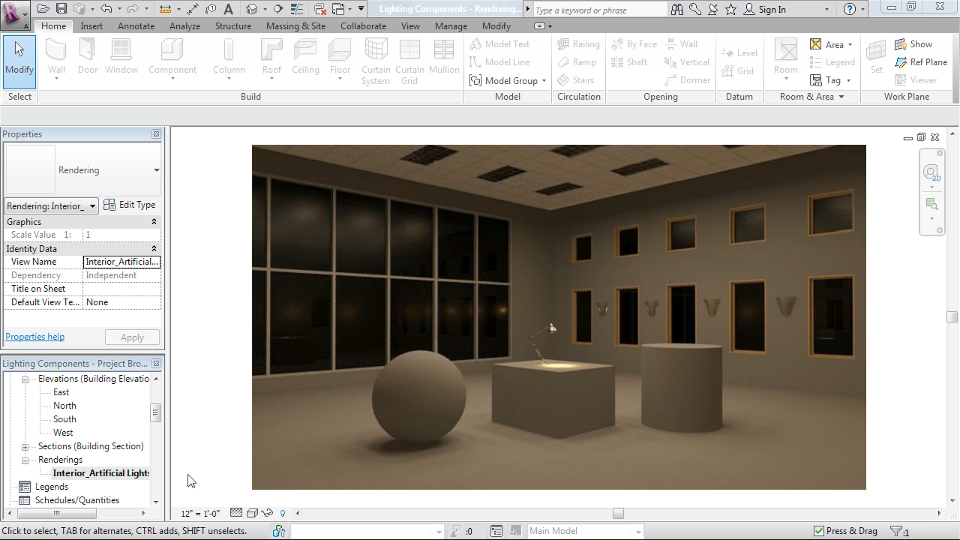 Lighting Components - Rendering...
Type a keyword or phrase
Sign In
Home Insert Annotate Analyze Structure Massing & Site Collaborate View Manage Modify
Modify
Wall
Door
Window
Component
Column
Roof
Ceiling
Floor
Curtain System
Curtain Grid
Mullion
Model Text
Model Line
Model Group
Railing
Ramp
Stairs
By Face
Shaft
Wall
Vertical
Dormer
Level
Grid
Room
Area
Legend
Tag
Set
Show
Ref Plane
Viewer
Select Build Model Circulation Opening Datum Room & Area Work Plane
Properties
Rendering
Rendering: Interior_ Edit Type
Graphics
Scale Value 1: 1
Identity Data
View Name Interior_Artificial...
Dependency Independent
Title on Sheet
Default View Te... None
Properties help Apply
Lighting Components - Project Bro...
Elevations (Building Elevatio
East
North
South
West
Sections (Building Section)
Renderings
Interior_Artificial Lights
Legends
Schedules/Quantities
2D
12" = 1'-0"
Click to select, TAB for alternates, CTRL adds, SHIFT unselects.
:0
Main Model
Press & Drag
:1